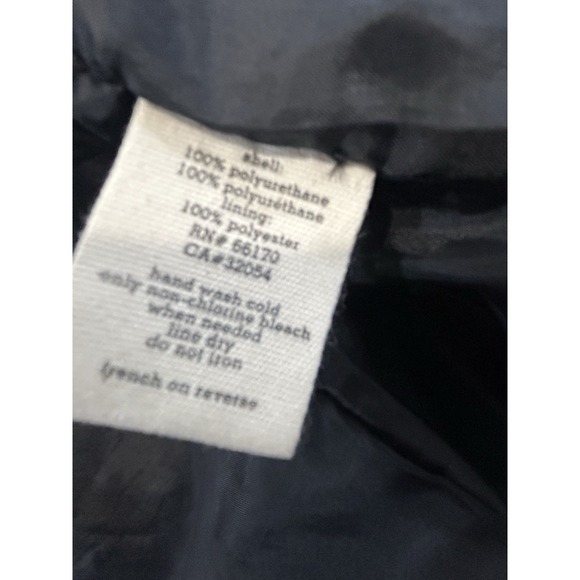 shell:
100% polyurethane
100% polyuréthane
lining:
100% polyester
RN# 66170
CA#32054
hand wash cold
only non-chlorine bleach
when needed
line dry
do not iron
french on reverse